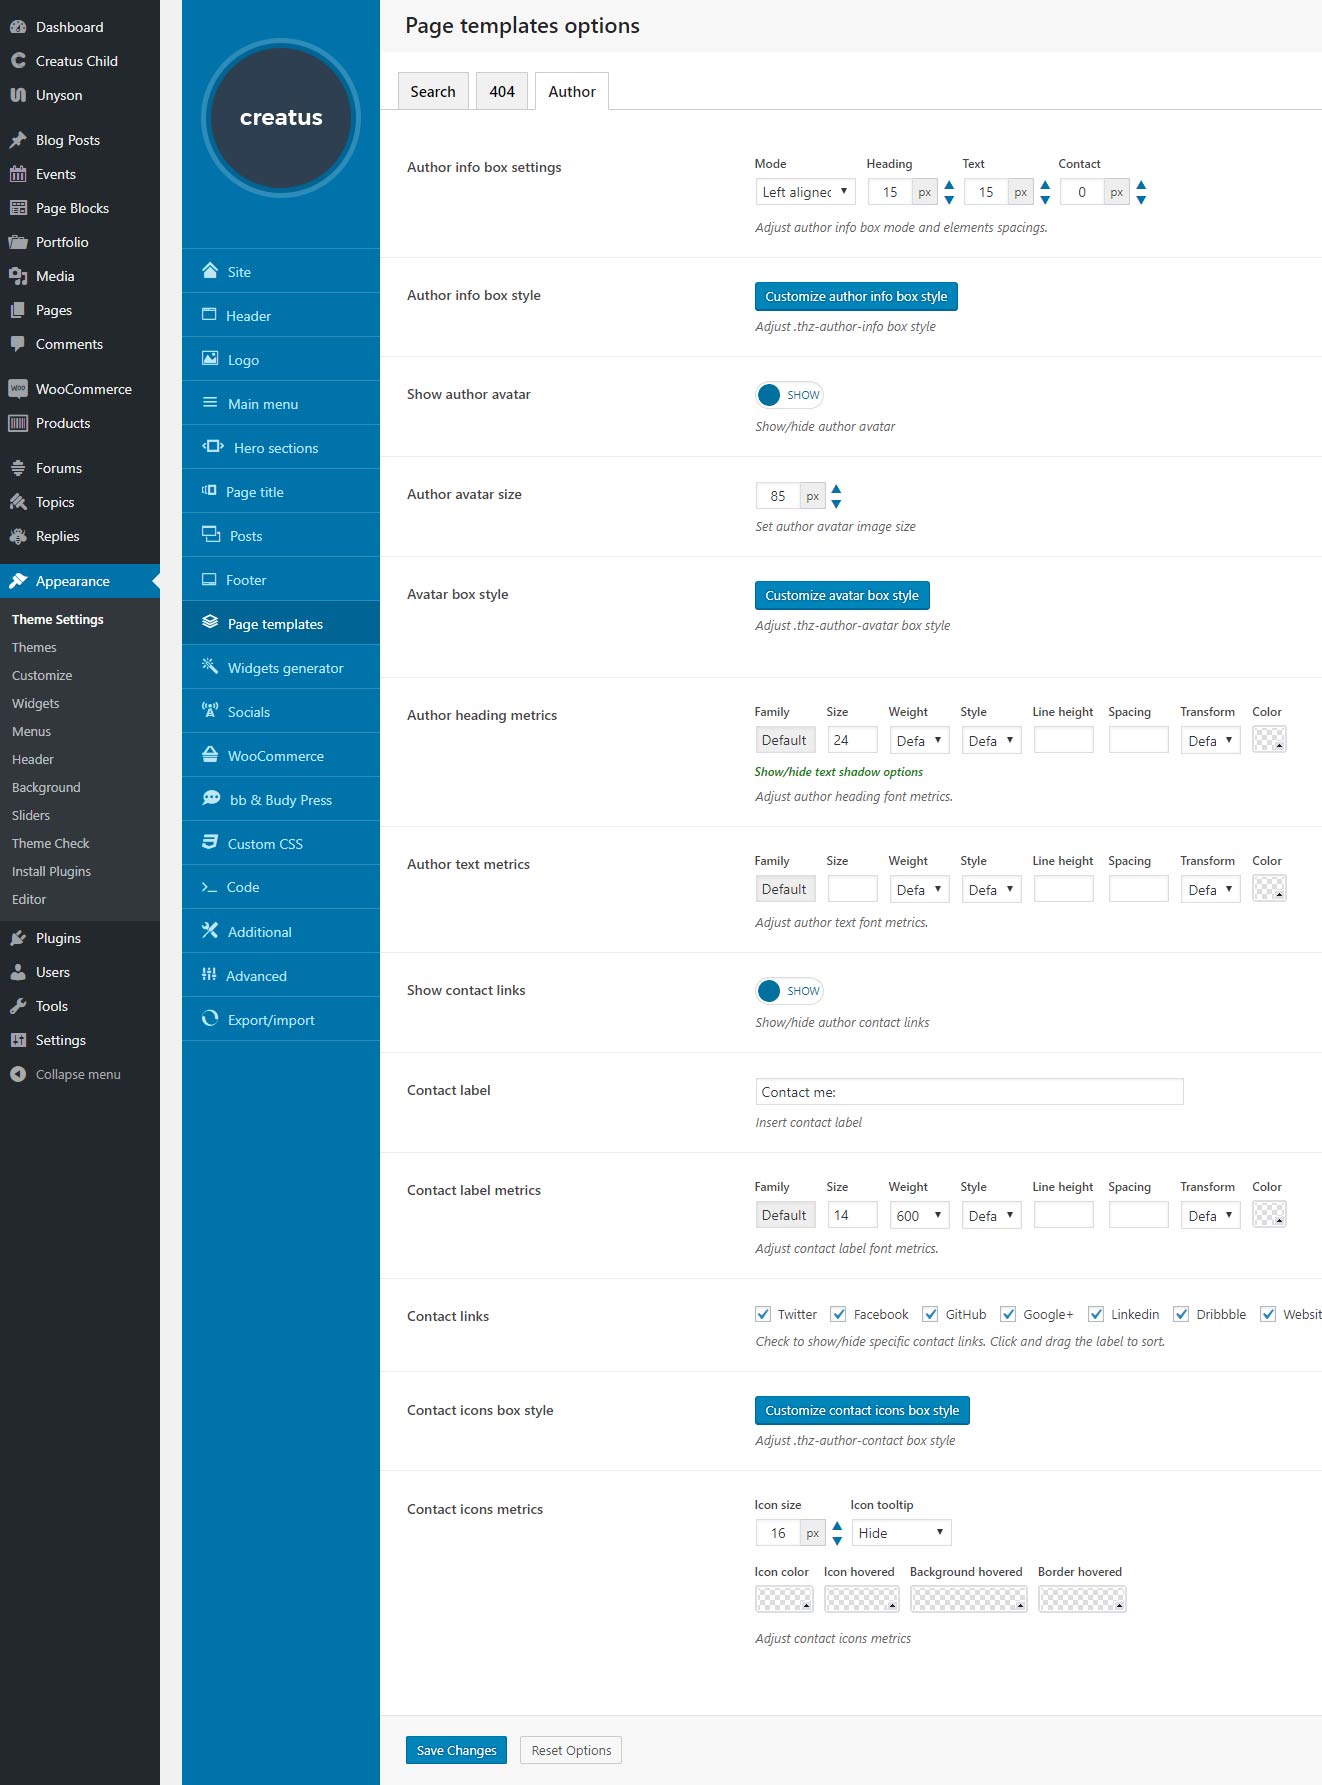 Dashboard
Creatus Child
Unyson
Blog Posts
Events
Page Blocks
Portfolio
Media
Pages
Comments
WooCommerce
Products
Forums
Topics
Replies
Appearance
Theme Settings
Themes
Customize
Widgets
Menus
Header
Background
Sliders
Theme Check
Install Plugins
Editor
Plugins
Users
Tools
Settings
Collapse menu
creatus
Site
Header
Logo
Main menu
Hero sections
Page title
Posts
Footer
Page templates
Widgets generator
Socials
WooCommerce
bb & Budy Press
Custom CSS
Code
Additional
Advanced
Export/import
Page templates options
Search 404 Author
Author info box settings
Mode Heading Text Contact
Left alignec 15 px 15 px 0 px
Adjust author info box mode and elements spacings.
Author info box style
Customize author info box style
Adjust .thz-author-info box style
Show author avatar
SHOW
Show/hide author avatar
Author avatar size
85 px
Set author avatar image size
Avatar box style
Customize avatar box style
Adjust .thz-author-avatar box style
Author heading metrics
Family Size Weight Style Line height Spacing Transform Color
Default 24 Defa Defa Defa
Show/hide text shadow options
Adjust author heading font metrics.
Author text metrics
Family Size Weight Style Line height Spacing Transform Color
Default Defa Defa Defa
Adjust author text font metrics.
Show contact links
SHOW
Show/hide author contact links
Contact label
Contact me:
Insert contact label
Contact label metrics
Family Size Weight Style Line height Spacing Transform Color
Default 14 600 Defa Defa
Adjust contact label font metrics.
Contact links
Twitter Facebook GitHub Google+ Linkedin Dribbble Websit
Check to show/hide specific contact links. Click and drag the label to sort.
Contact icons box style
Customize contact icons box style
Adjust .thz-author-contact box style
Contact icons metrics
Icon size Icon tooltip
16 px Hide
Icon color Icon hovered Background hovered Border hovered
Adjust contact icons metrics
Save Changes Reset Options